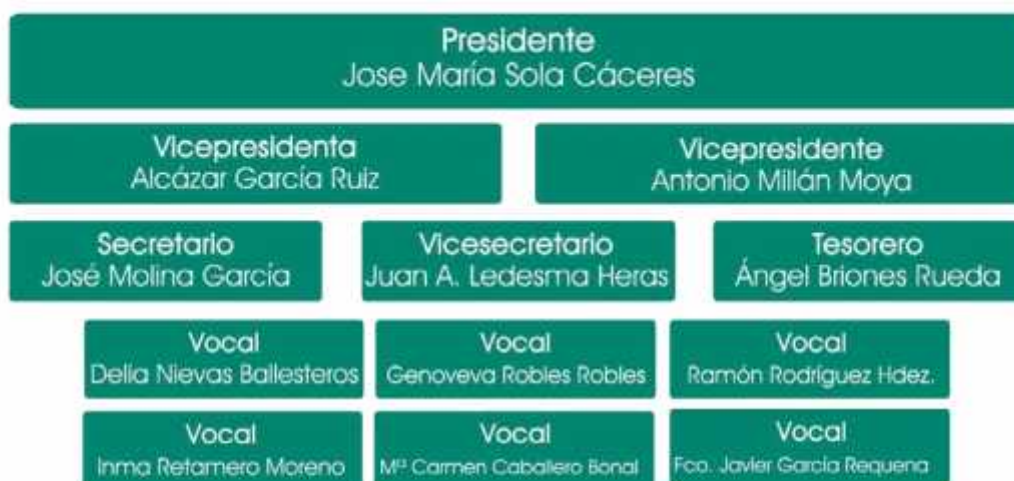 Presidente
Jose María Sola Cáceres
Vicepresidenta
Alcázar García Ruiz
Vicepresidente
Antonio Millán Moya
Secretario
José Molina García
Vicesecretario
Juan A. Ledesma Heras
Tesorero
Ángel Briones Rueda
Vocal
Delia Nievas Ballesteros
Vocal
Genoveva Robles Robles
Vocal
Ramón Rodríguez Hdez.
Vocal
Inma Retamero Moreno
Vocal
Mª Carmen Caballero Bonal
Vocal
Fco. Javier García Requena